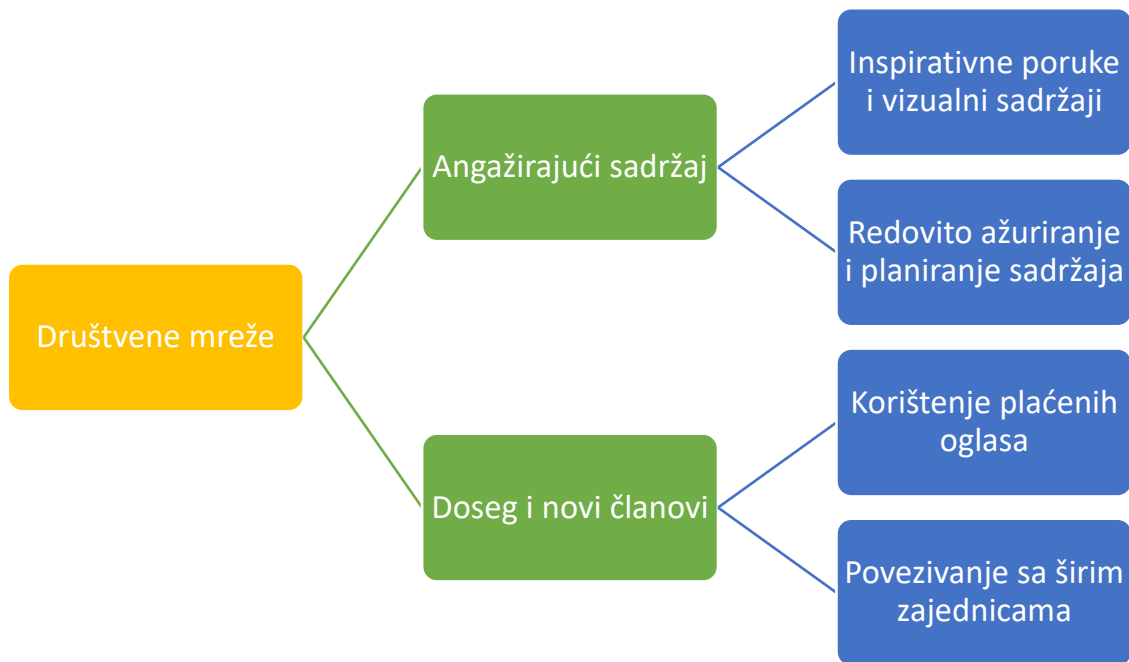 Društvene mreže
Angažirajući sadržaj
Inspirativne poruke
i vizualni sadržaji
Redovito ažuriranje
i planiranje sadržaja
Doseg i novi članovi
Korištenje plaćenih
oglasa
Povezivanje sa širim
zajednicama